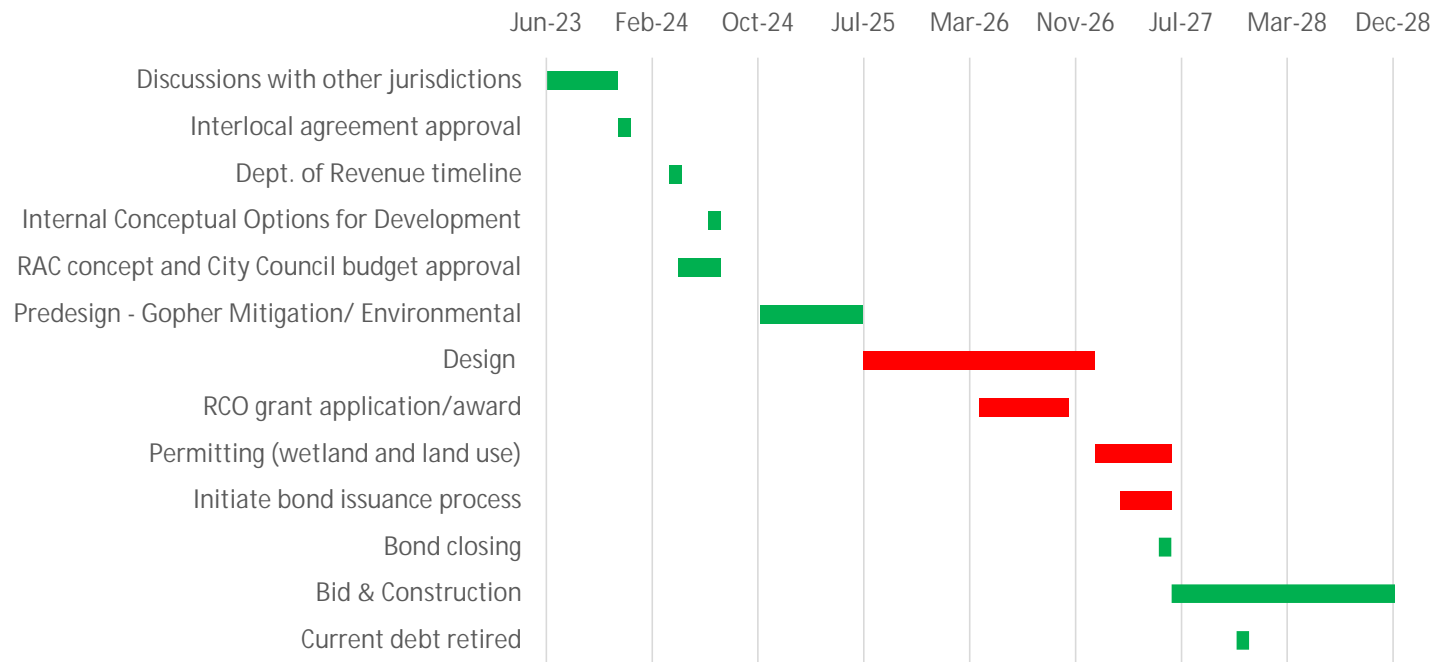 Jun-23 Feb-24 Oct-24 Jul-25 Mar-26 Nov-26 Jul-27 Mar-28 Dec-28
Discussions with other jurisdictions
Interlocal agreement approval
Dept. of Revenue timeline
Internal Conceptual Options for Development
RAC concept and City Council budget approval
Predesign - Gopher Mitigation/ Environmental
Design
RCO grant application/award
Permitting (wetland and land use)
Initiate bond issuance process
Bond closing
Bid & Construction
Current debt retired